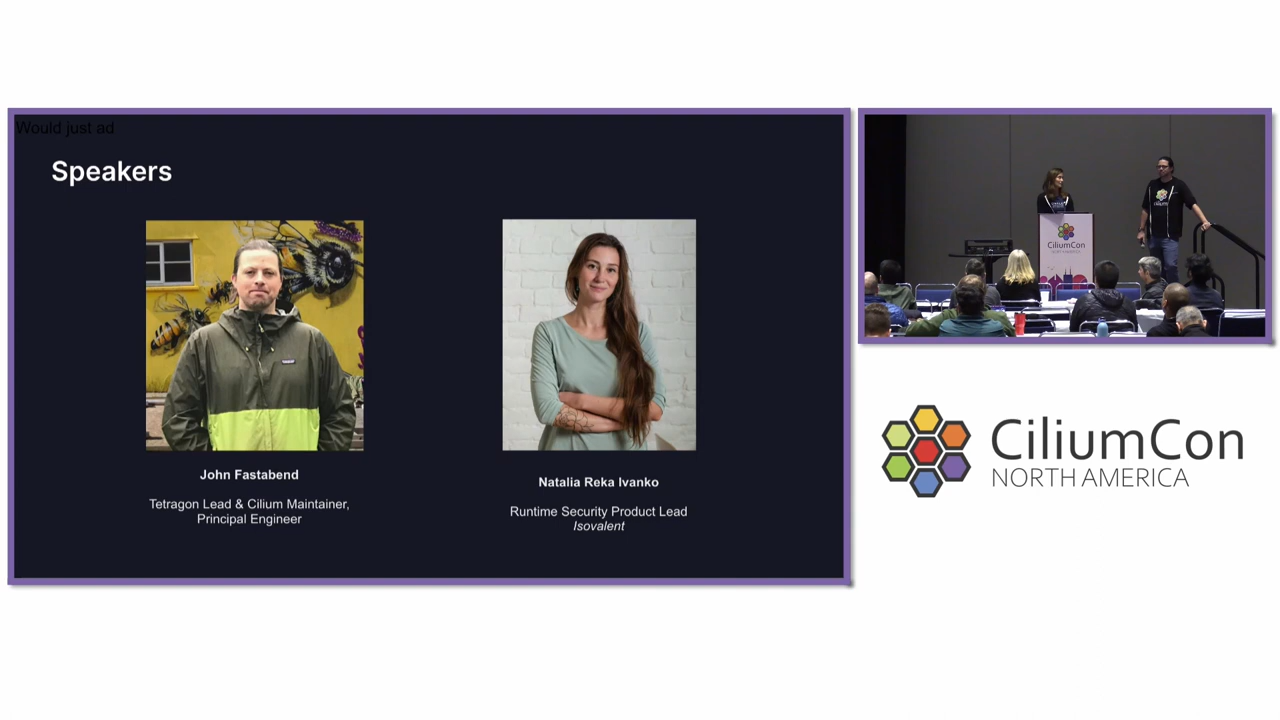 Would just ad
Speakers
John Fastabend
Tetragon Lead & Cilium Maintainer,
Principal Engineer
Natalia Reka Ivanko
Runtime Security Product Lead
Isovalent
CiliumCon
CiliumCon
NORTH AMERICA